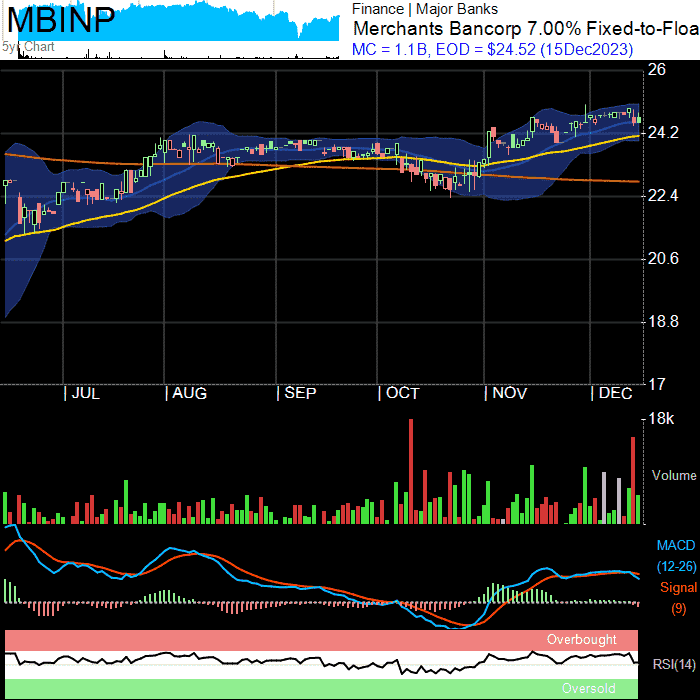 MBINP
5yr Chart
Finance | Major Banks
Merchants Bancorp 7.00% Fixed-to-Floa
MC = 1.1B, EOD = $24.52 (15Dec2023)
26
24.2
22.4
20.6
18.8
17
| JUL | AUG | SEP | OCT | NOV | DEC
18k
Volume
MACD
(12-26)
Signal
(9)
Overbought
RSI(14)
Oversold